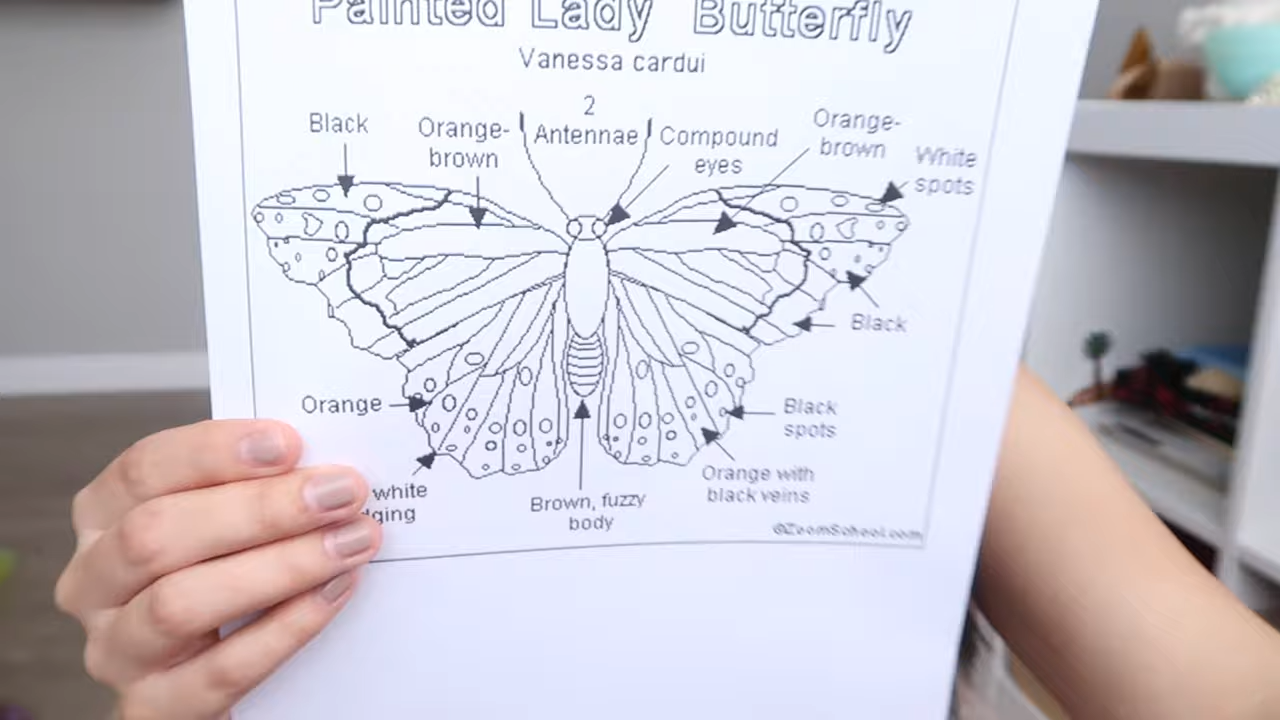 Painted Lady Butterfly
Vanessa cardui
2
Antennae
Black
Orange-
brown
Compound
eyes
Orange-
brown
White
spots
Black
Orange
Black
spots
white
Orange with
black veins
Brown, fuzzy
body
©ZoomSchool.com